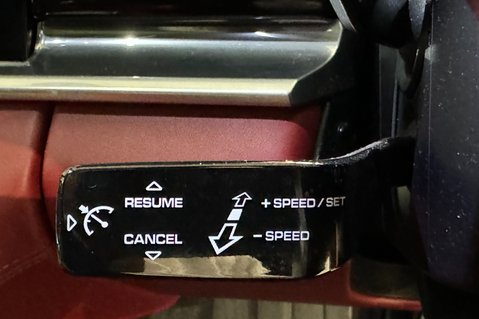 RESUME
+ SPEED / SET
CANCEL
- SPEED